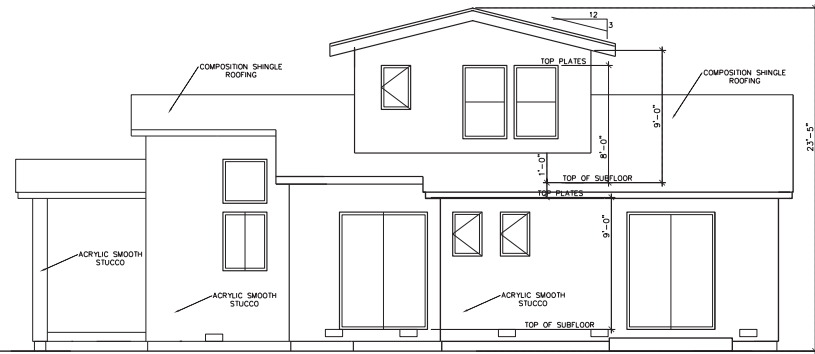 12
3
TOP PLATES
COMPOSITION SHINGLE
ROOFING
COMPOSITION SHINGLE
ROOFING
9'-0"
8'-0"
23'-5"
1'-0"
TOP OF SUBFLOOR
TOP PLATES
9'-0"
ACRYLIC SMOOTH
STUCCO
ACRYLIC SMOOTH
STUCCO
ACRYLIC SMOOTH
STUCCO
TOP OF SUBFLOOR